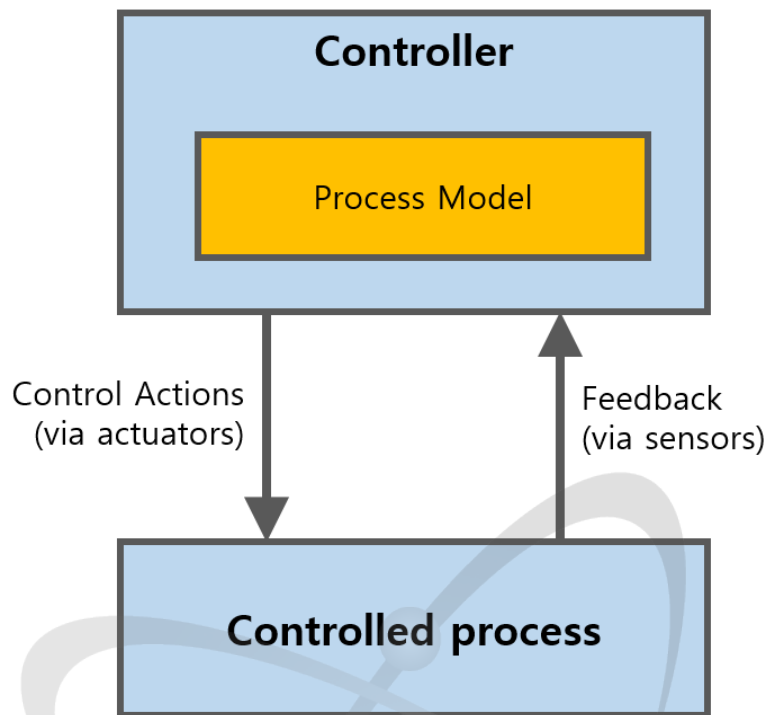 Controller
Process Model
Control Actions
(via actuators)
Feedback
(via sensors)
Controlled process